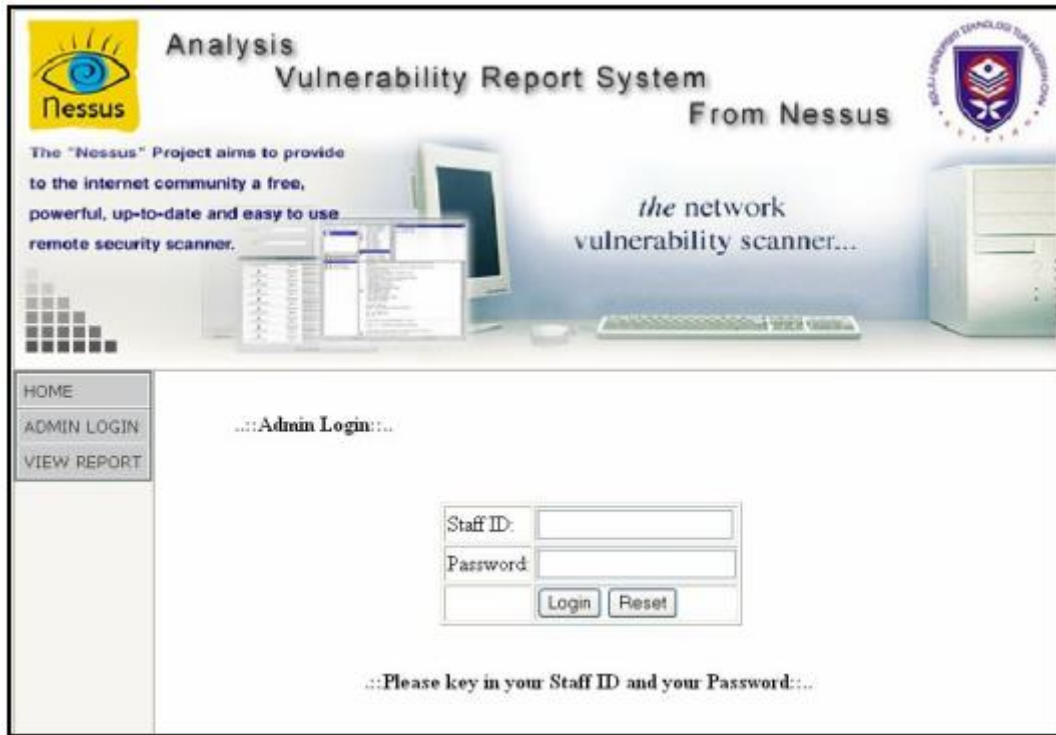 Nessus
Analysis
Vulnerability Report System
From Nessus
The "Nessus" Project aims to provide
to the internet community a free,
powerful, up-to-date and easy to use
remote security scanner.
the network
vulnerability scanner...
HOME
ADMIN LOGIN
VIEW REPORT
..::Admin Login::..
Staff ID:
Password:
Login Reset
.::Please key in your Staff ID and your Password::..